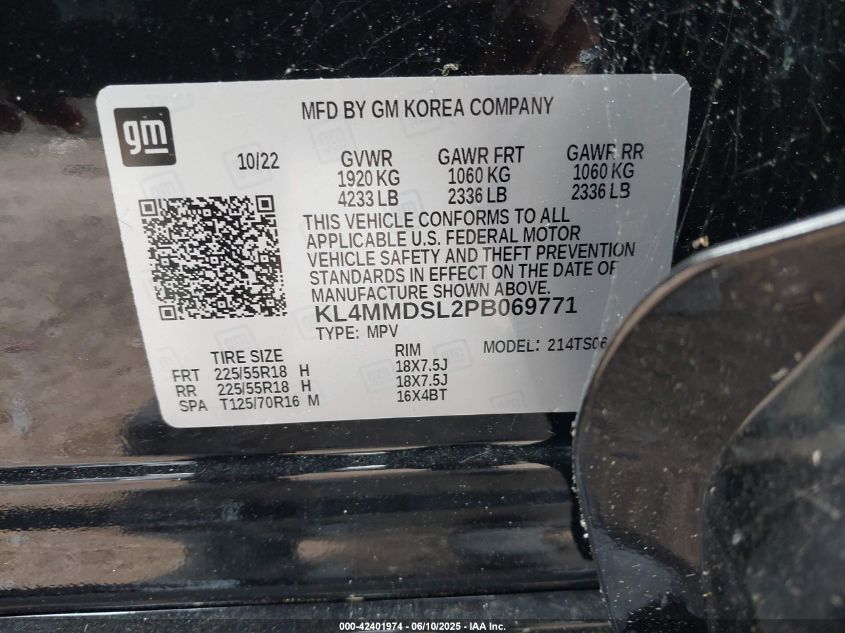 MFD BY GM KOREA COMPANY
gm
10/22 GVWR GAWR FRT GAWR RR
1920 KG 1060 KG 1060 KG
4233 LB 2336 LB 2336 LB
THIS VEHICLE CONFORMS TO ALL
APPLICABLE U.S. FEDERAL MOTOR
VEHICLE SAFETY AND THEFT PREVENTION
STANDARDS IN EFFECT ON THE DATE OF
MANUFACTURE SHOWN ABOVE.
KL4MMDSL2PB069771
TYPE: MPV MODEL: 214TS06
TIRE SIZE RIM
FRT 225/55R18 H 18X7.5J
RR 225/55R18 H 18X7.5J
SPA T125/70R16 M 16X4BT
000-42401974 - 06/10/2025 - IAA Inc.